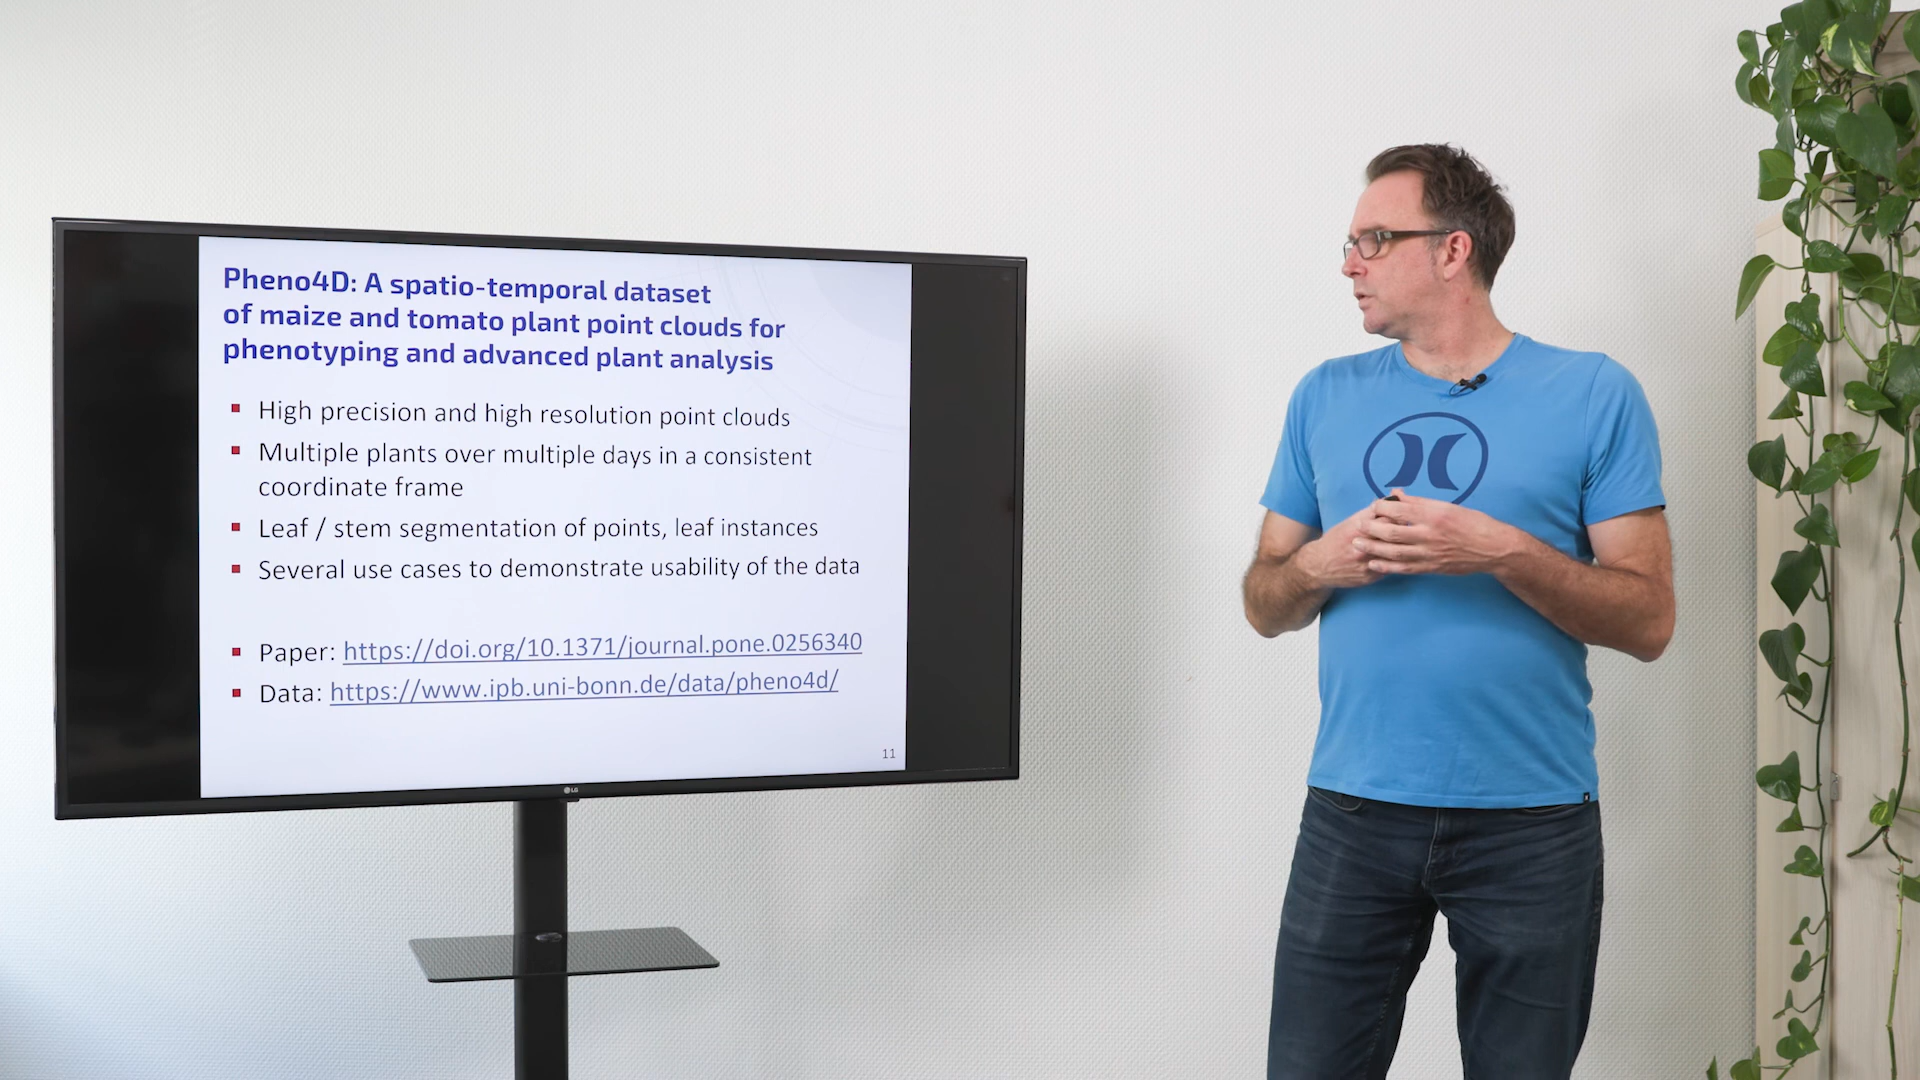 Pheno4D: A spatio-temporal dataset
of maize and tomato plant point clouds for
phenotyping and advanced plant analysis
High precision and high resolution point clouds
Multiple plants over multiple days in a consistent
coordinate frame
Leaf / stem segmentation of points, leaf instances
Several use cases to demonstrate usability of the data
Paper: https://doi.org/10.1371/journal.pone.0256340
Data: https://www.ipb.uni-bonn.de/data/pheno4d/
11
LG